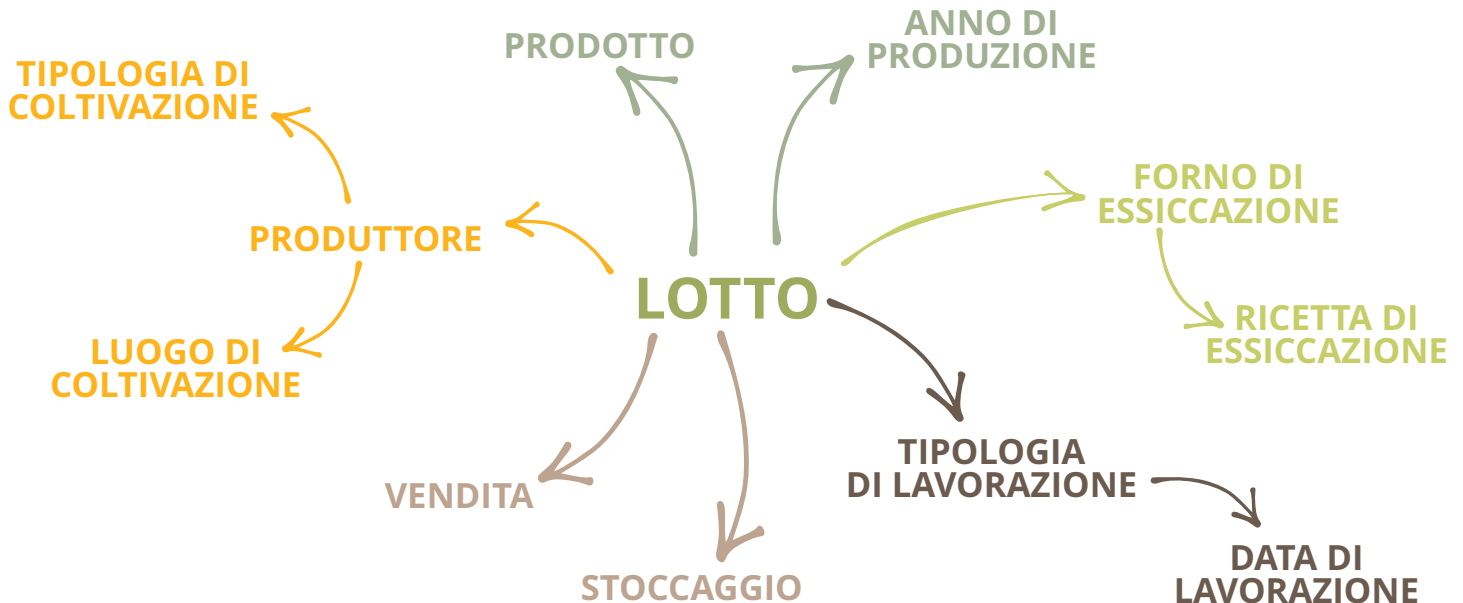 ANNO DI
PRODUZIONE
PRODOTTO
TIPOLOGIA DI
COLTIVAZIONE
FORNO DI
ESSICCAZIONE
PRODUTTORE
LOTTO
RICETTA DI
ESSICCAZIONE
LUOGO DI
COLTIVAZIONE
TIPOLOGIA
DI LAVORAZIONE
VENDITA
DATA DI
LAVORAZIONE
STOCCAGGIO